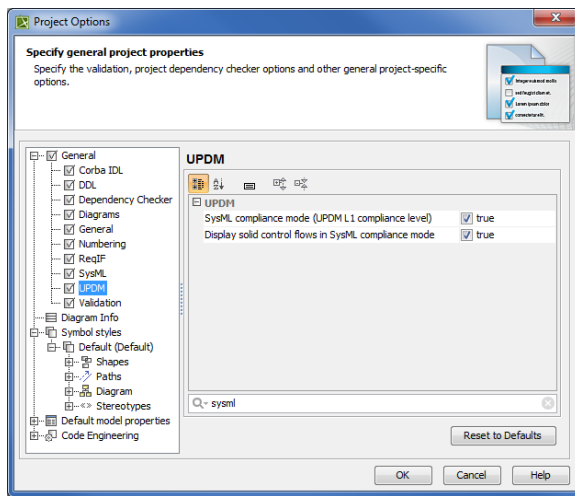 Project Options
Specify general project properties
Specify the validation, project dependency checker options and other general project-specific
options.
General
Corba IDL
DDL
Dependency Checker
Diagrams
General
Numbering
ReqIF
SysML
UPDM
Validation
Diagram Info
Symbol styles
Default (Default)
Shapes
Paths
Diagram
Stereotypes
Default model properties
Code Engineering
UPDM
UPDM
SysML compliance mode (UPDM L1 compliance level) true
Display solid control flows in SysML compliance mode true
sysml
Reset to Defaults
OK Cancel Help